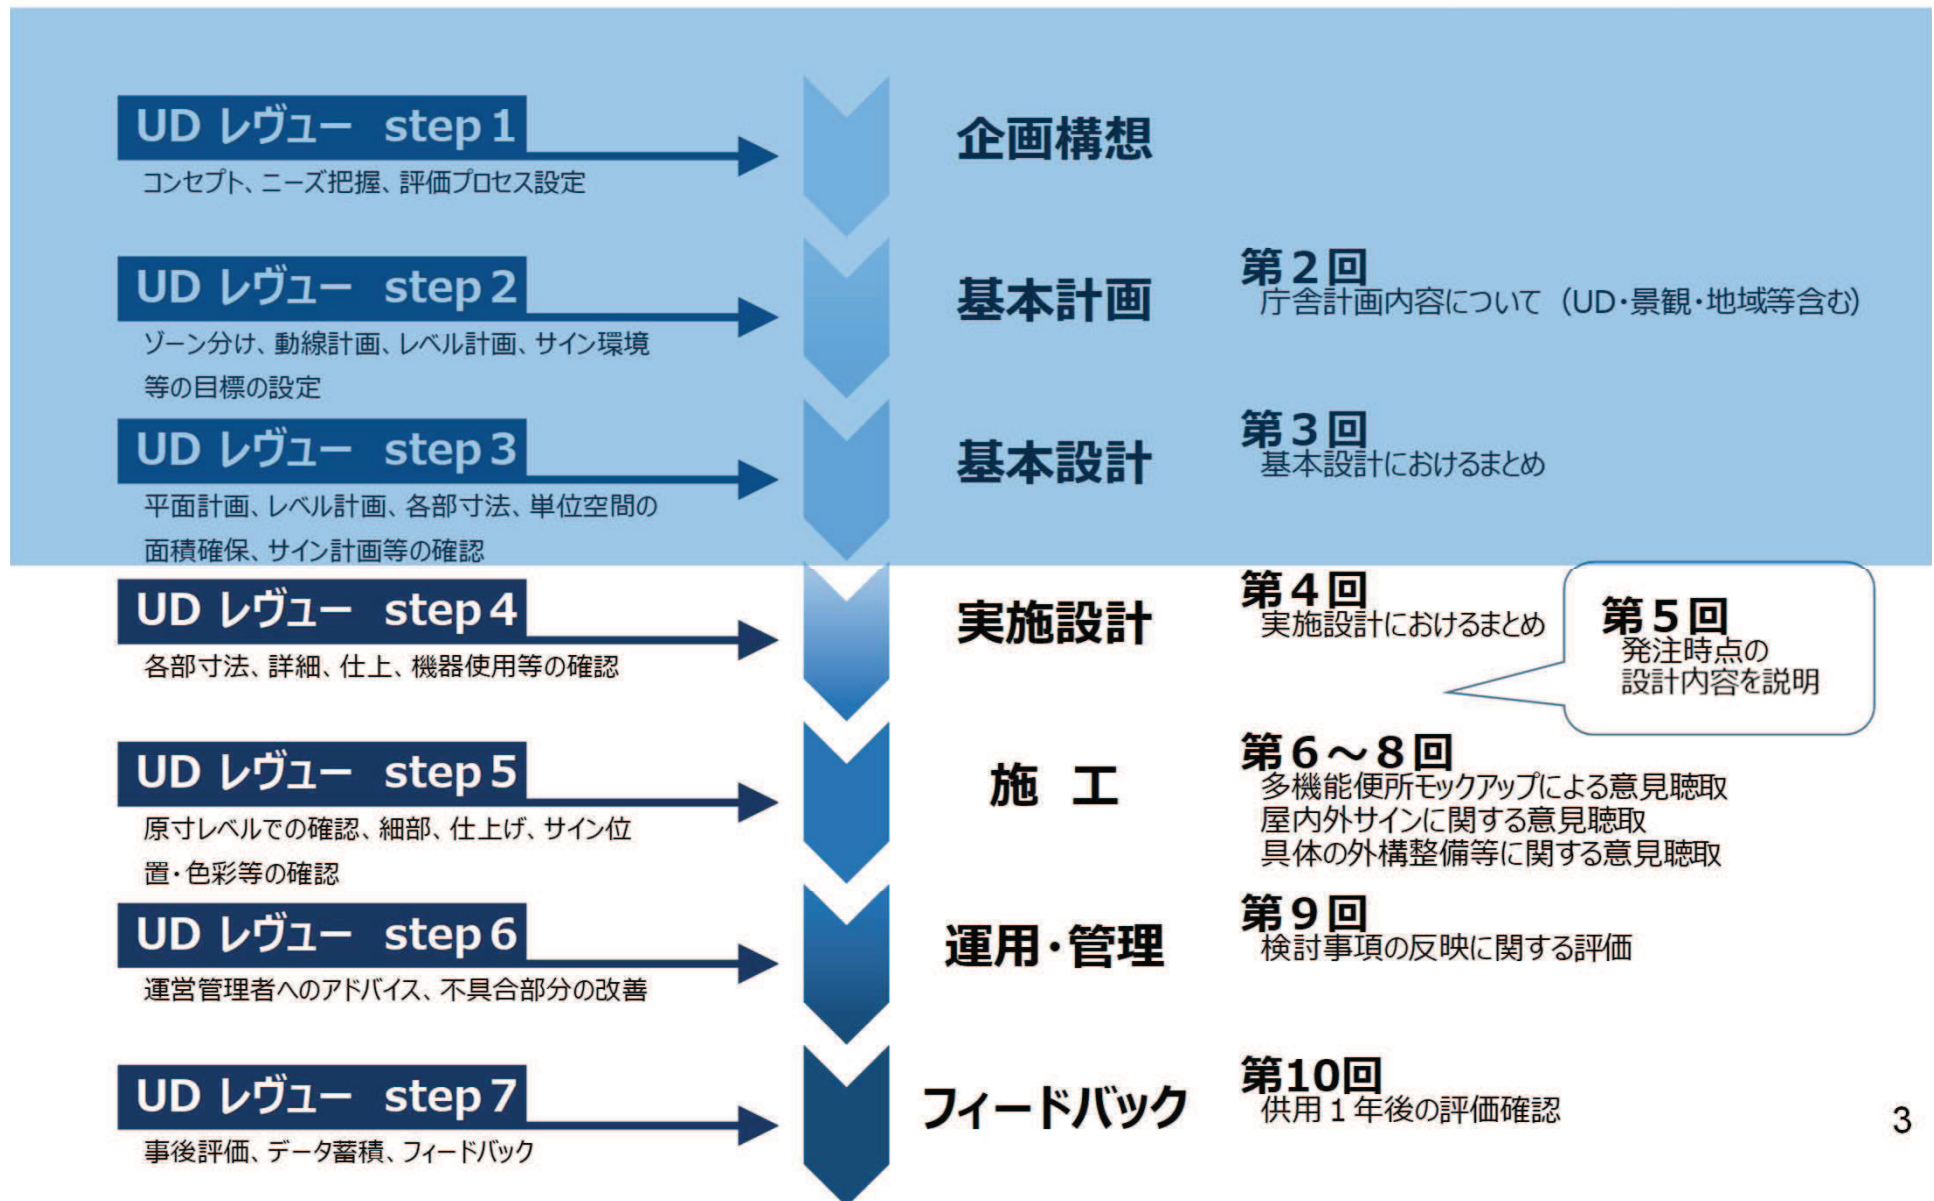 UD レヴュー step1
コンセプト、ニーズ把握、評価プロセス設定
企画構想
UD レヴュー step2
ゾーン分け、動線計画、レベル計画、サイン環境
等の目標の設定
基本計画
第2回
庁舎計画内容について（UD・景観・地域等含む）
UD レヴュー step3
平面計画、レベル計画、各部寸法、単位空間の
面積確保、サイン計画等の確認
基本設計
第3回
基本設計におけるまとめ
UD レヴュー step4
各部寸法、詳細、仕上、機器使用等の確認
実施設計
第4回
実施設計におけるまとめ
第5回
発注時点の
設計内容を説明
UD レヴュー step5
原寸レベルでの確認、細部、仕上げ、サイン位
置・色彩等の確認
施 工
第6～8回
多機能便所モックアップによる意見聴取
屋内外サインに関する意見聴取
具体の外構整備等に関する意見聴取
UD レヴュー step6
運営管理者へのアドバイス、不具合部分の改善
運用・管理
第9回
検討事項の反映に関する評価
UD レヴュー step7
事後評価、データ蓄積、フィードバック
フィードバック
第10回
供用1年後の評価確認
3